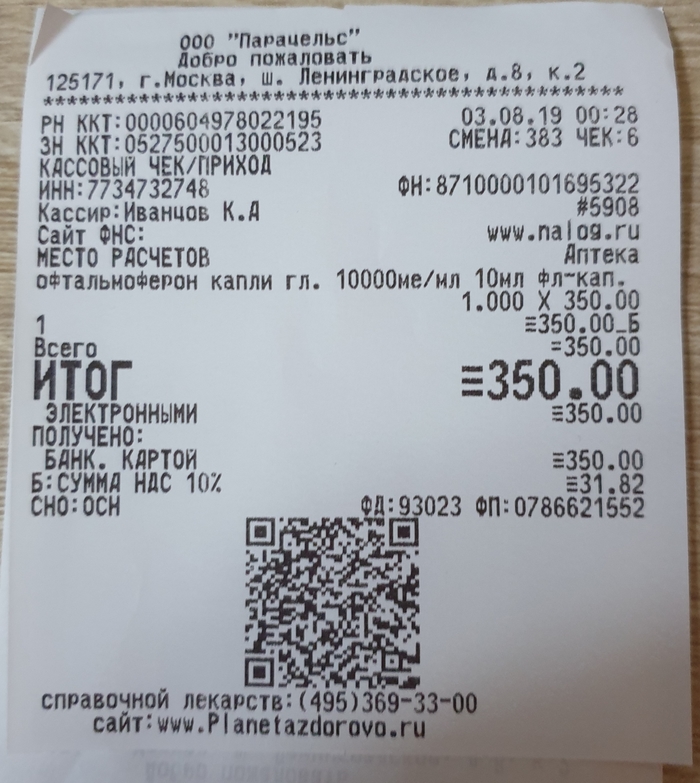 ООО "Парацельс"
Добро пожаловать
125171, г.Москва, ш. Ленинградское, д.8, к.2
*******************************************
РН ККТ:0000604978022195 03.08.19 00:28
ЗН ККТ:0527500013000523 СМЕНА:383 ЧЕК:6
КАССОВЫЙ ЧЕК/ПРИХОД
ИНН:7734732748 ФН:8710000101695322
Кассир:Иванцов К.А #5908
Сайт ФНС: www.nalog.ru
МЕСТО РАСЧЕТОВ Аптека
офтальмоферон капли гл. 10000ме/мл 10мл фл-кап.
1.000 X 350.00
1 ≡350.00_Б
Всего =350.00
ИТОГ ≡350.00
ЭЛЕКТРОННЫМИ ≡350.00
ПОЛУЧЕНО:
БАНК. КАРТОЙ ≡350.00
Б:СУММА НДС 10% ≡31.82
СНО:ОСН ФД:93023 ФП:0786621552
справочной лекарств:(495)369-33-00
сайт:www.Planetazdorovo.ru